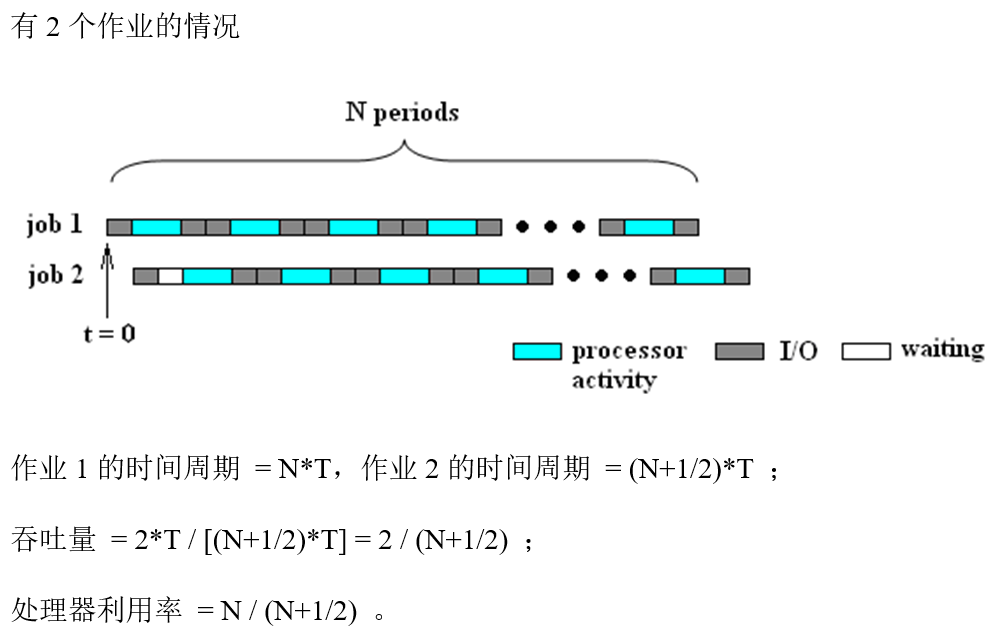 有 2 个作业的情况
N periods
job 1
job 2
t = 0
processor
activity
I/O
waiting
作业 1 的时间周期 = N*T，作业 2 的时间周期 = (N+1/2)*T ；
吞吐量 = 2*T / [(N+1/2)*T] = 2 / (N+1/2) ；
处理器利用率 = N / (N+1/2) 。